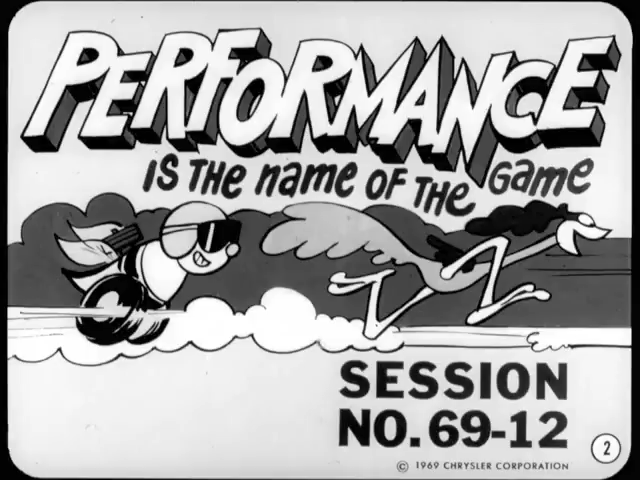 PERFORMANCE
IS THE name OF THE Game
SESSION
NO. 69-12
2
© 1969 CHRYSLER CORPORATION